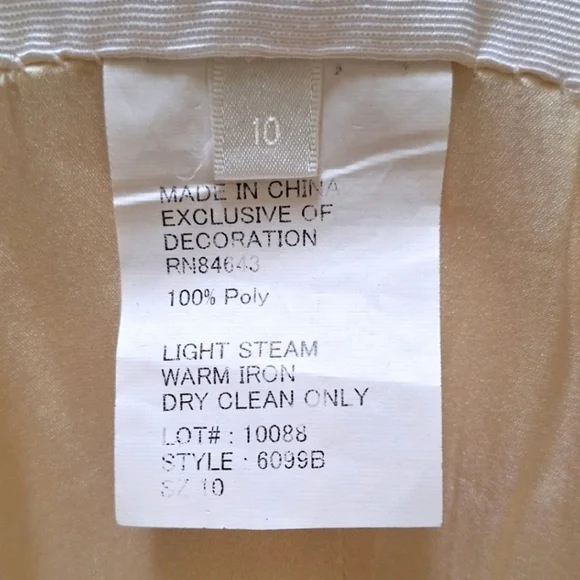 10
MADE IN CHINA
EXCLUSIVE OF
DECORATION
RN84643
100% Poly
LIGHT STEAM
WARM IRON
DRY CLEAN ONLY
LOT# : 10088
STYLE : 6099B
SZ 10